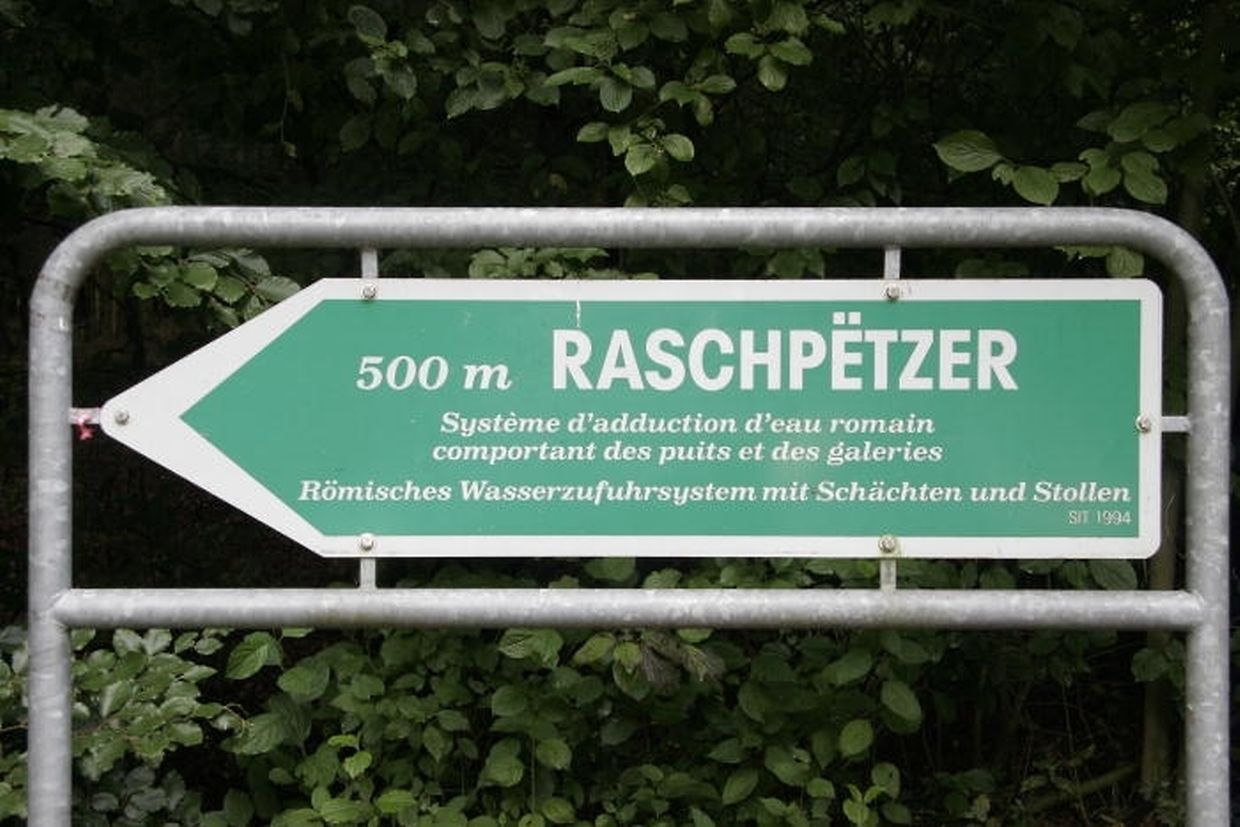 500 m RASCHPËTZER
Système d'adduction d'eau romain
comportant des puits et des galeries
Römisches Wasserzufuhrsystem mit Schächten und Stollen
SIT 1994